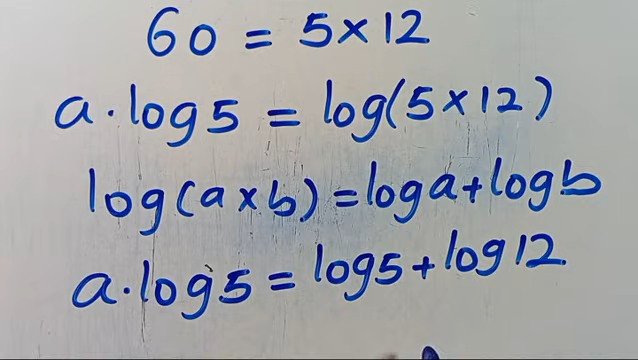 60 = 5×12
a·log5 = log(5×12)
log(a×b)=loga+logb
a·log5=log5+log12